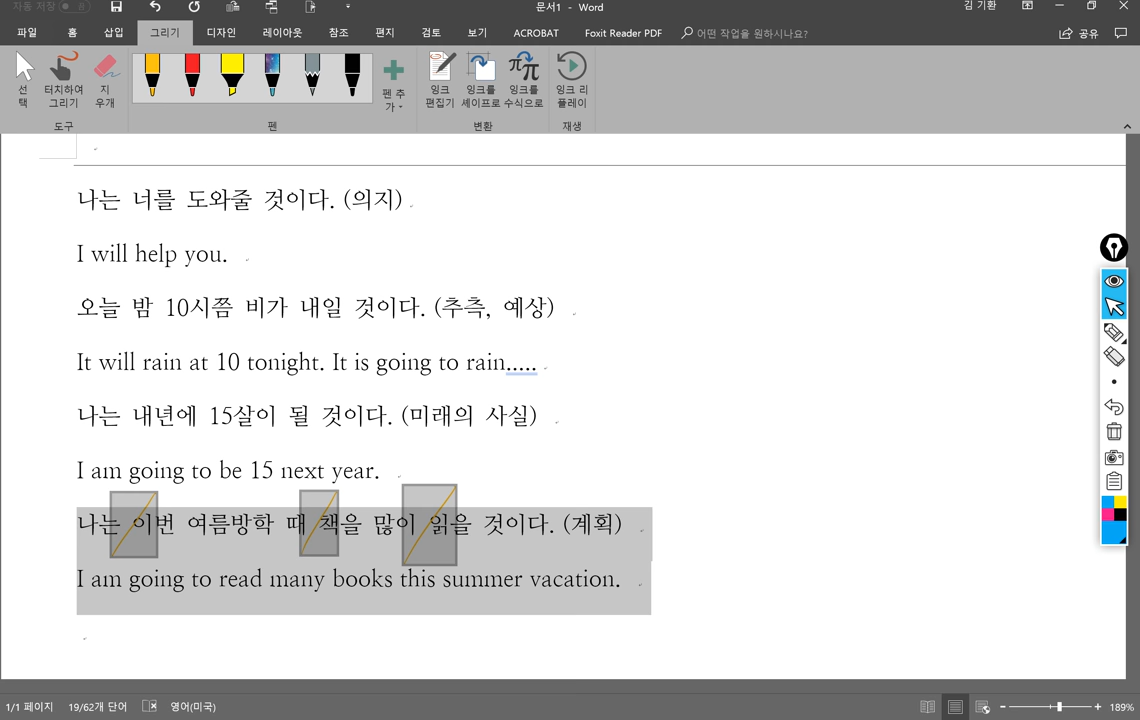 자동 저장
문서1 - Word
김 기환
파일 홈 삽입 그리기 디자인 레이아웃 참조 편지 검토 보기 ACROBAT Foxit Reader PDF 어떤 작업을 원하시나요? 공유
선택
터치하여 그리기
지우개
펜 추가
잉크 편집기
잉크를 셰이프로
잉크를 수식으로
잉크 리플레이
도구 펜 변환 재생
나는 너를 도와줄 것이다. (의지)
I will help you.
오늘 밤 10시쯤 비가 내일 것이다. (추측, 예상)
It will rain at 10 tonight. It is going to rain.....
나는 내년에 15살이 될 것이다. (미래의 사실)
I am going to be 15 next year.
나는 이번 여름방학 때 책을 많이 읽을 것이다. (계획)
I am going to read many books this summer vacation.
1/1 페이지 19/62개 단어 영어(미국) 189%